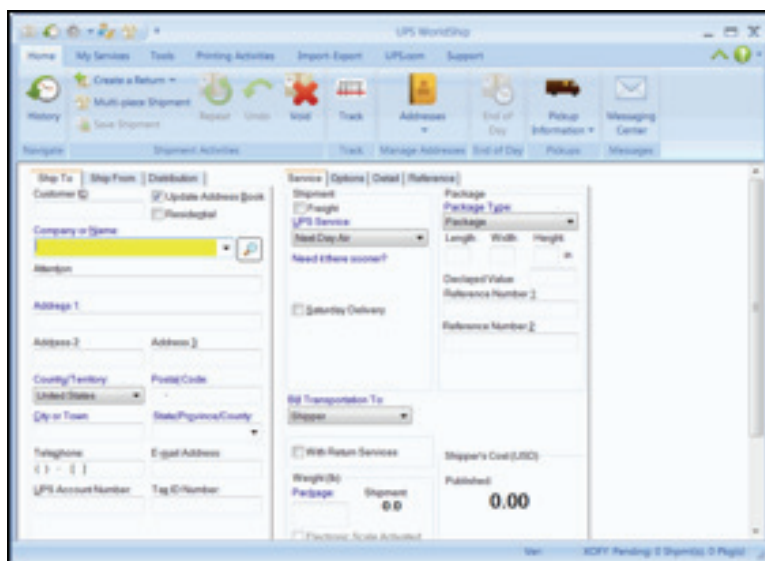 UPS WorldShip
Home My Services Tools Printing Activities Import-Export UPS.com Support
History
Create a Return
Multi-piece Shipment
Save Shipment
Repeat Undo Void Track Addresses End of Day Pickup Information Messaging Center
Navigate Shipment Activities Track Manage Addresses End of Day Pickups Messages
Ship To Ship From Distribution
Customer ID:
Update Address Book
Residential
Company or Name:
Attention:
Address 1:
Address 2: Address 3:
Country/Territory: Postal Code:
United States
City or Town: State/Province/County:
Telephone: E-mail Address:
( ) - [ ]
UPS Account Number: Tax ID Number:
Service Options Detail Reference
Shipment
Freight
UPS Service:
Next Day Air
Need it there sooner?
Saturday Delivery
Bill Transportation To:
Shipper
With Return Services
Weight (lb)
Package Shipment
0.0
Electronic Scale Activated
Package
Package Type:
Package
Length: Width: Height:
in
Declared Value:
Reference Number 1:
Reference Number 2:
Shipper's Cost (USD)
Published:
0.00
Pending: 0 Shpmt(s), 0 Pkg(s)